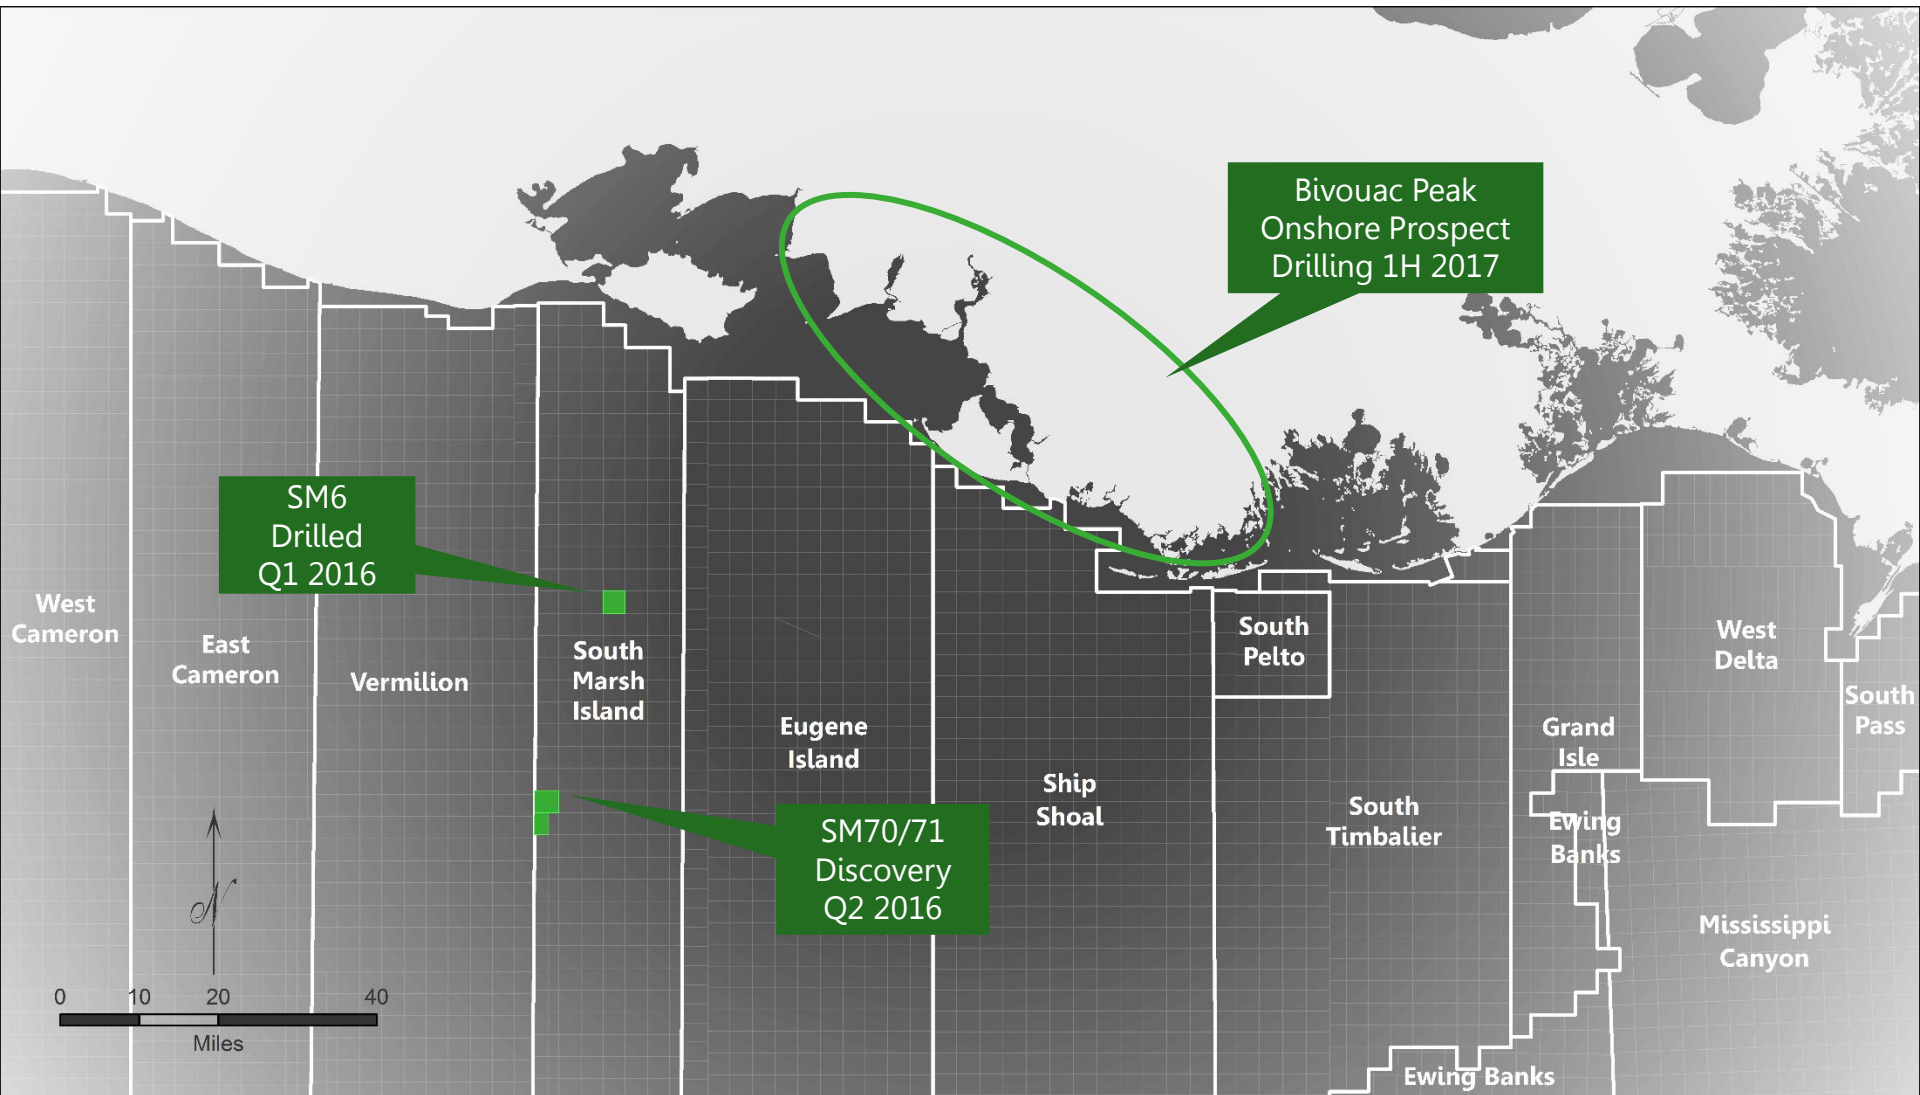 Bivouac Peak
Onshore Prospect
Drilling 1H 2017
SM6
Drilled
Q1 2016
West
Cameron
East
Cameron
Vermilion
South
Marsh
Island
Eugene
Island
Ship
Shoal
South
Pelto
South
Timbalier
Grand
Isle
Ewing
Banks
West
Delta
South
Pass
Mississippi
Canyon
Ewing Banks
SM70/71
Discovery
Q2 2016
N
0 10 20 40
Miles